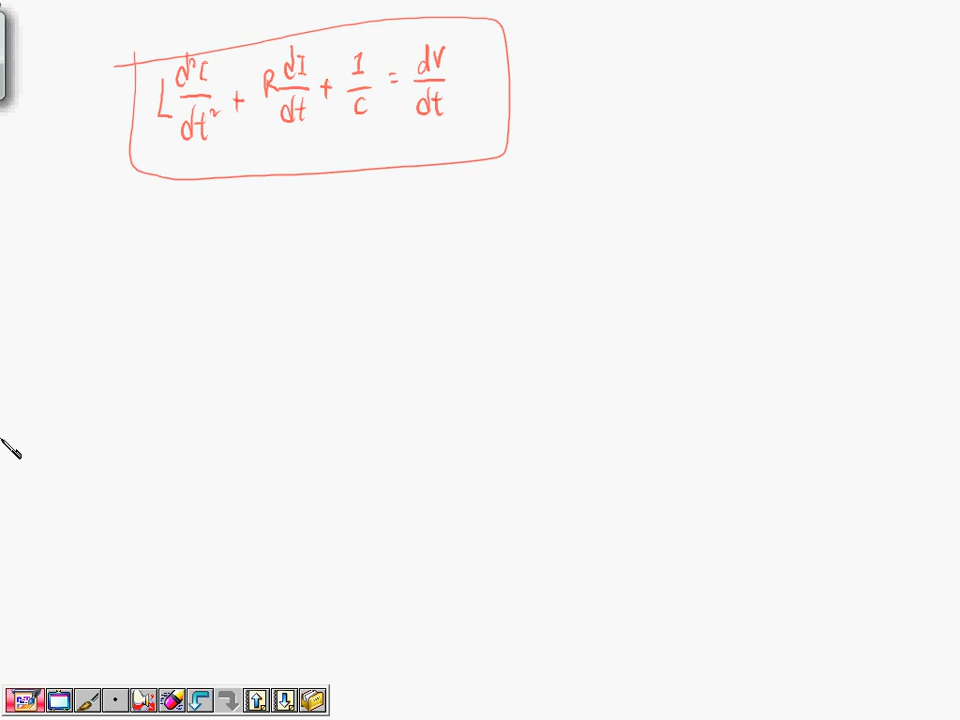 L d²I/dt² + R dI/dt + 1/C = dV/dt